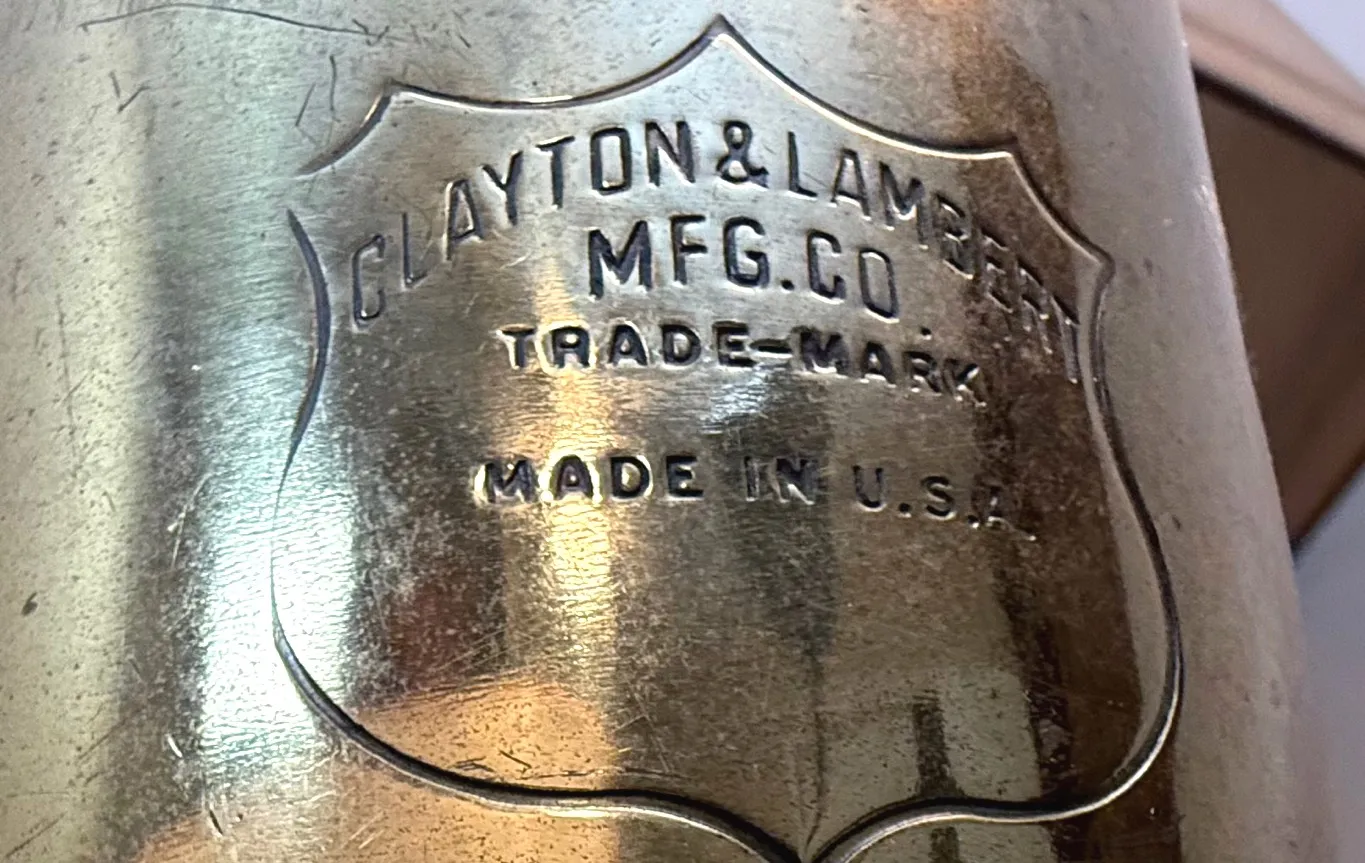 CLAYTON & LAMBERT
MFG. CO.
TRADE-MARK
MADE IN U.S.A.